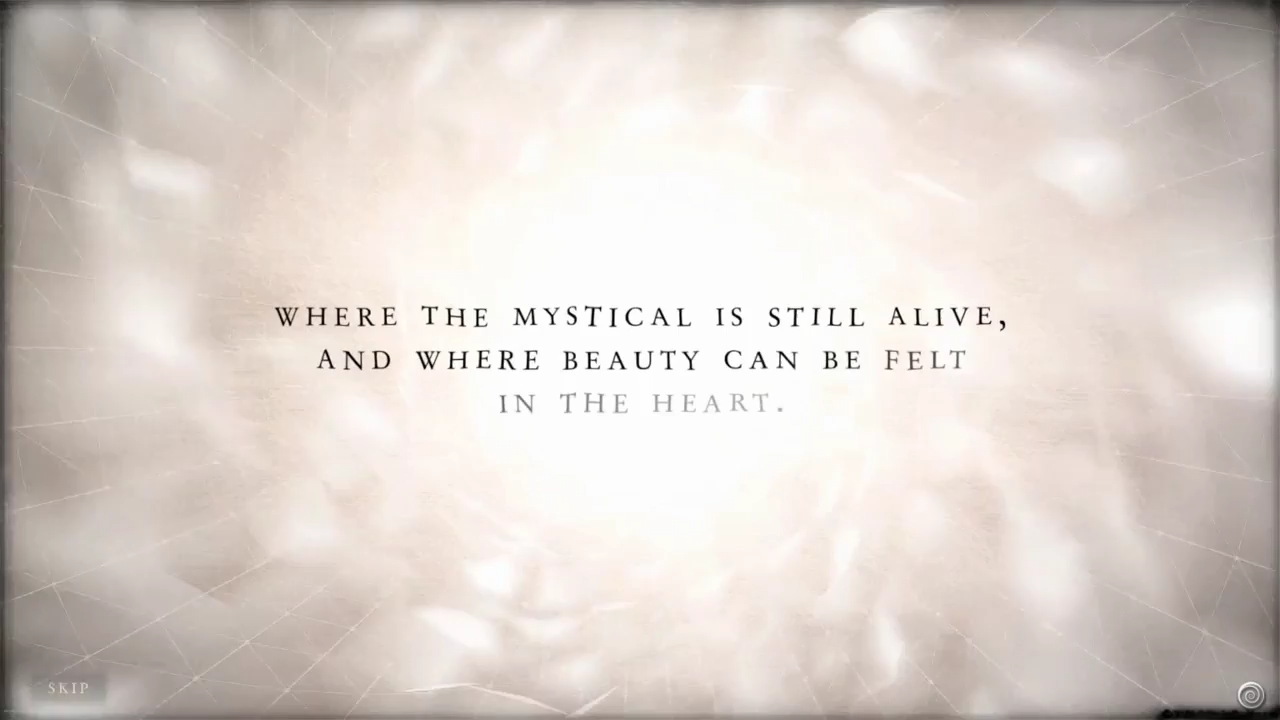 WHERE THE MYSTICAL IS STILL ALIVE,
AND WHERE BEAUTY CAN BE FELT
IN THE HEART.
SKIP